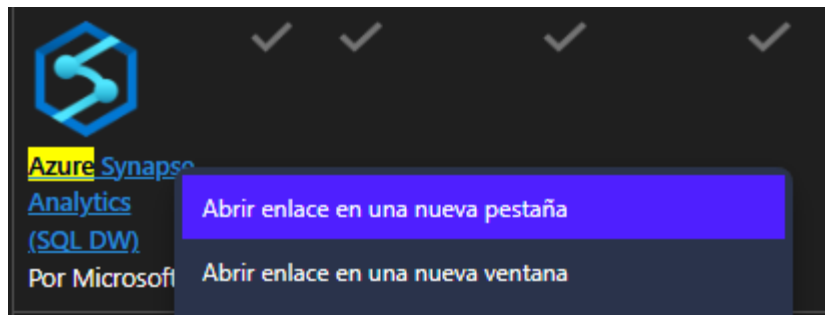 Azure Synapse
Analytics
(SQL DW)
Por Microsoft
Abrir enlace en una nueva pestaña
Abrir enlace en una nueva ventana